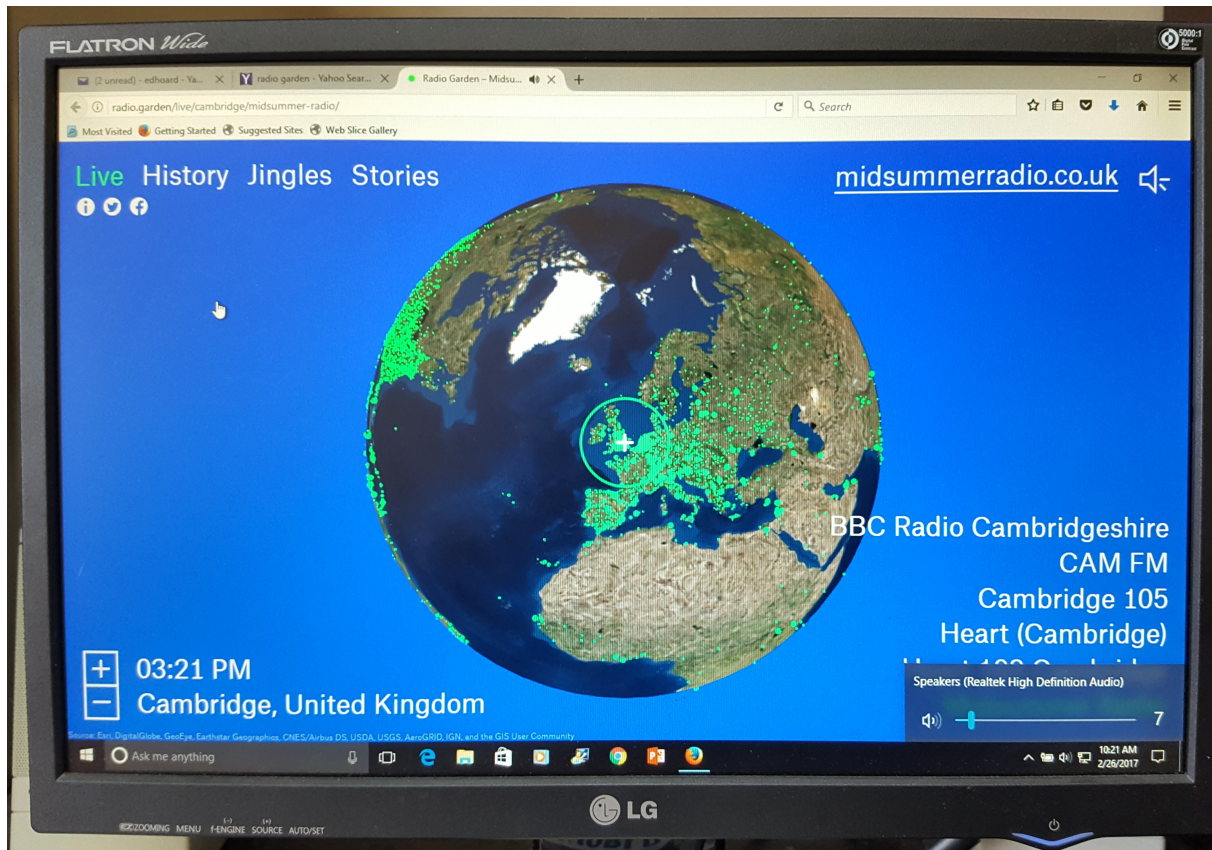 FLATRON Wide
5000:1
(2 unread) - edhoard - Ya... radio garden - Yahoo Sear... Radio Garden – Midsu...
radio.garden/live/cambridge/midsummer-radio/ Search
Most Visited Getting Started Suggested Sites Web Slice Gallery
Live History Jingles Stories
midsummerradio.co.uk
BBC Radio Cambridgeshire
CAM FM
Cambridge 105
Heart (Cambridge)
03:21 PM
Cambridge, United Kingdom
Speakers (Realtek High Definition Audio)
7
Source: Esri, DigitalGlobe, GeoEye, Earthstar Geographics, CNES/Airbus DS, USDA, USGS, AeroGRID, IGN, and the GIS User Community
Ask me anything
10:21 AM
2/26/2017
LG
EZ ZOOMING MENU f-ENGINE SOURCE AUTO/SET
(-) (+)